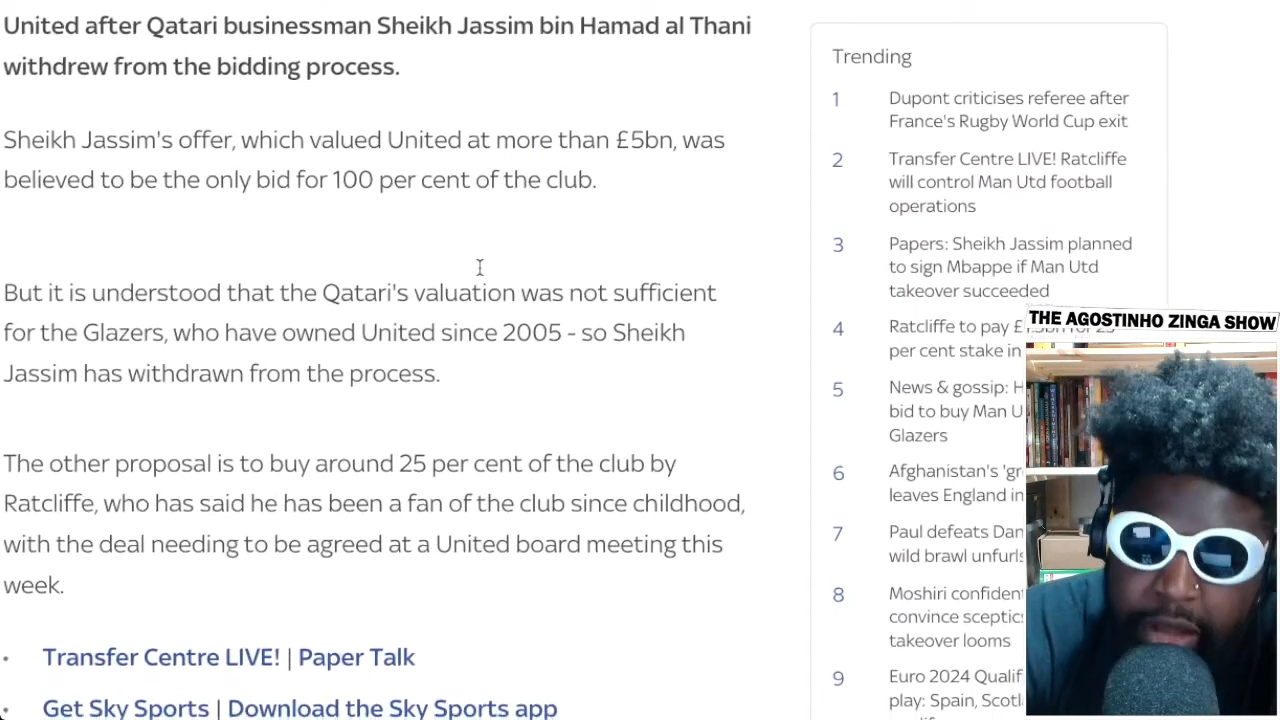 United after Qatari businessman Sheikh Jassim bin Hamad al Thani
withdrew from the bidding process.
Sheikh Jassim's offer, which valued United at more than £5bn, was
believed to be the only bid for 100 per cent of the club.
But it is understood that the Qatari's valuation was not sufficient
for the Glazers, who have owned United since 2005 - so Sheikh
Jassim has withdrawn from the process.
The other proposal is to buy around 25 per cent of the club by
Ratcliffe, who has said he has been a fan of the club since childhood,
with the deal needing to be agreed at a United board meeting this
week.
• Transfer Centre LIVE! | Paper Talk
• Get Sky Sports | Download the Sky Sports app
Trending
1 Dupont criticises referee after
France's Rugby World Cup exit
2 Transfer Centre LIVE! Ratcliffe
will control Man Utd football
operations
3 Papers: Sheikh Jassim planned
to sign Mbappe if Man Utd
takeover succeeded
4 Ratcliffe to pay
per cent stake in
5 News & gossip:
bid to buy Man
Glazers
6 Afghanistan's
leaves England in
7 Paul defeats
wild brawl unfurls
8 Moshiri confident
convince sceptics
takeover looms
9 Euro 2024
play: Spain,
THE AGOSTINHO ZINGA SHOW